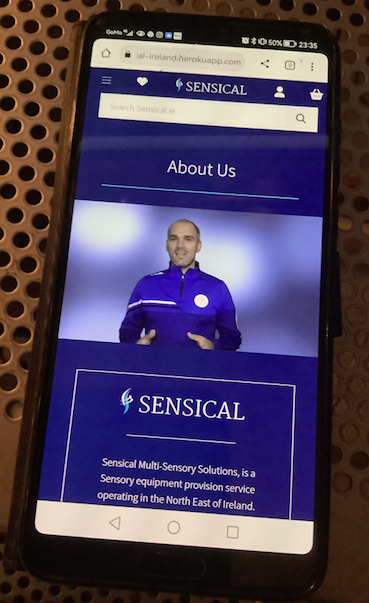 GoMo
50% 23:35
al-ireland.herokuapp.com
SENSICAL
Search Sensical.ie
About Us
SENSICAL
Sensical Multi-Sensory Solutions, is a
Sensory equipment provision service
operating in the North East of Ireland.